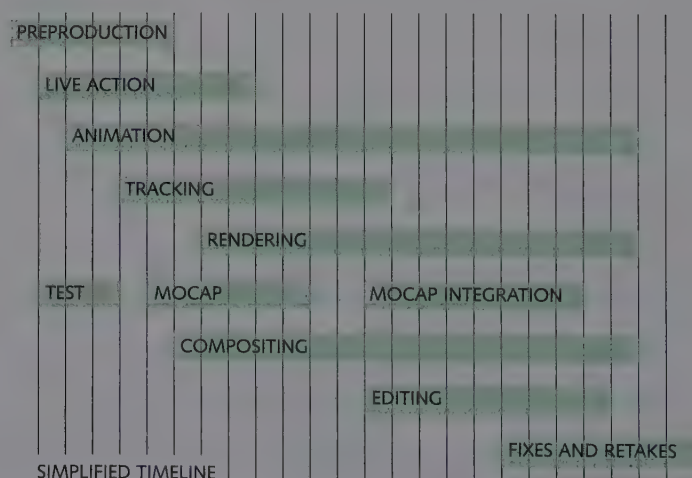 PREPRODUCTION
LIVE ACTION
ANIMATION
TRACKING
RENDERING
TEST MOCAP MOCAP INTEGRATION
COMPOSITING
EDITING
FIXES AND RETAKES
SIMPLIFIED TIMELINE